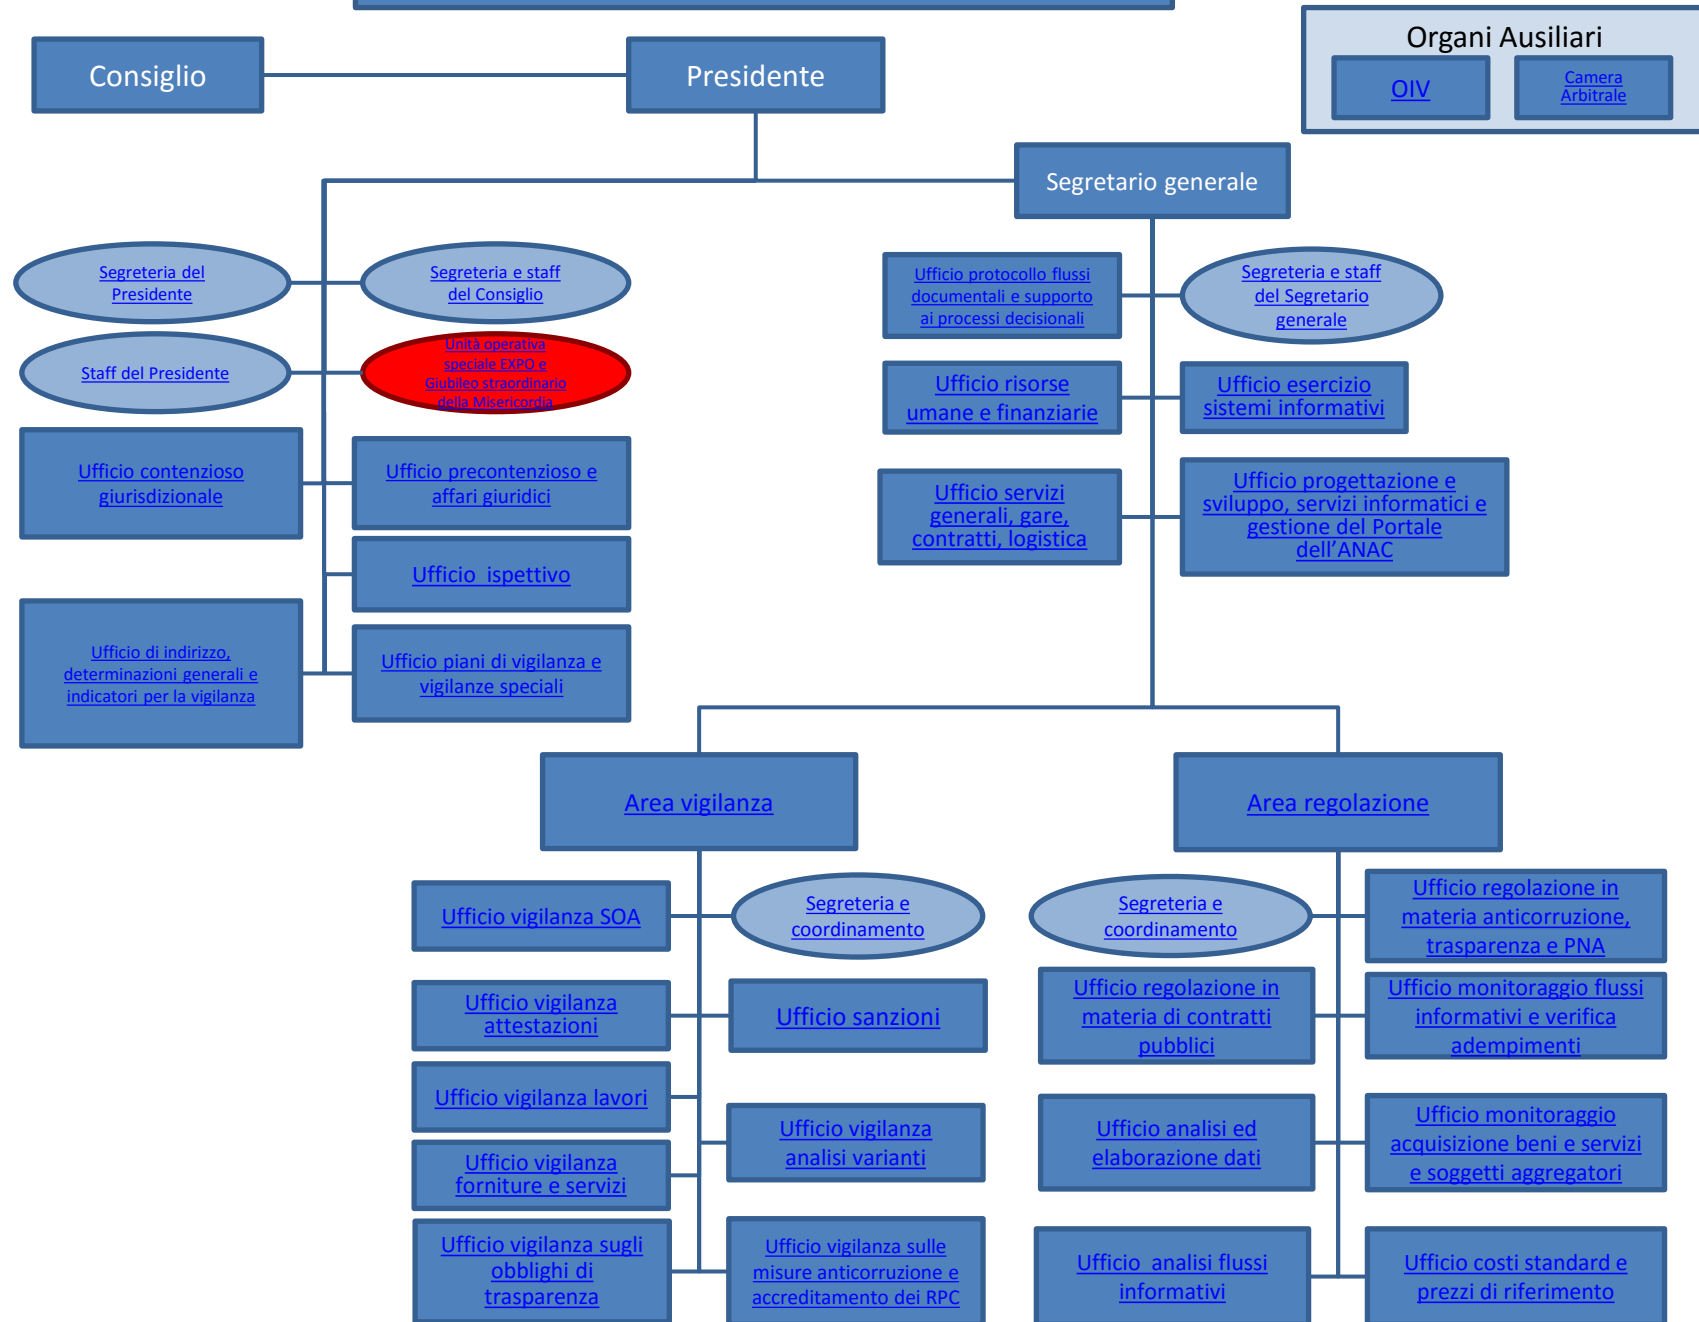 Organi Ausiliari
OIV
Camera
Arbitrale
Consiglio
Presidente
Segretario generale
Segreteria del
Presidente
Segreteria e staff
del Consiglio
Staff del Presidente
Unità operativa
speciale EXPO e
Giubileo straordinario
della Misericordia
Ufficio contenzioso
giurisdizionale
Ufficio precontenzioso e
affari giuridici
Ufficio  ispettivo
Ufficio di indirizzo,
determinazioni generali e
indicatori per la vigilanza
Ufficio piani di vigilanza e
vigilanze speciali
Ufficio protocollo flussi
documentali e supporto
ai processi decisionali
Segreteria e staff
del Segretario
generale
Ufficio risorse
umane e finanziarie
Ufficio esercizio
sistemi informativi
Ufficio servizi
generali, gare,
contratti, logistica
Ufficio progettazione e
sviluppo, servizi informatici e
gestione del Portale
dell’ANAC
Area vigilanza
Ufficio vigilanza SOA
Segreteria e
coordinamento
Ufficio vigilanza
attestazioni
Ufficio sanzioni
Ufficio vigilanza lavori
Ufficio vigilanza
analisi varianti
Ufficio vigilanza
forniture e servizi
Ufficio vigilanza sugli
obblighi di
trasparenza
Ufficio vigilanza sulle
misure anticorruzione e
accreditamento dei RPC
Area regolazione
Segreteria e
coordinamento
Ufficio regolazione in
materia anticorruzione,
trasparenza e PNA
Ufficio regolazione in
materia di contratti
pubblici
Ufficio monitoraggio flussi
informativi e verifica
adempimenti
Ufficio analisi ed
elaborazione dati
Ufficio monitoraggio
acquisizione beni e servizi
e soggetti aggregatori
Ufficio  analisi flussi
informativi
Ufficio costi standard e
prezzi di riferimento